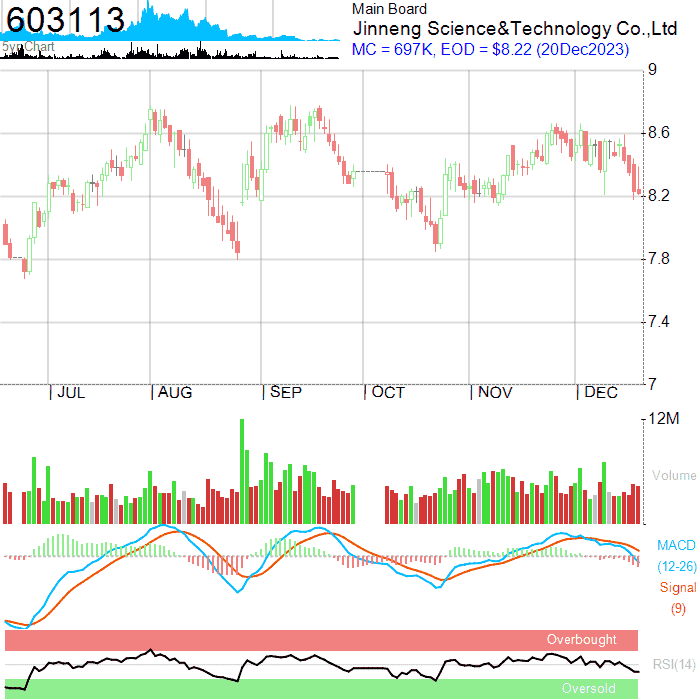 603113
5yr Chart
Main Board
Jinneng Science&Technology Co.,Ltd
MC = 697K, EOD = $8.22 (20Dec2023)
9
8.6
8.2
7.8
7.4
7
JUL
AUG
SEP
OCT
NOV
DEC
12M
Volume
MACD
(12-26)
Signal
(9)
Overbought
RSI(14)
Oversold